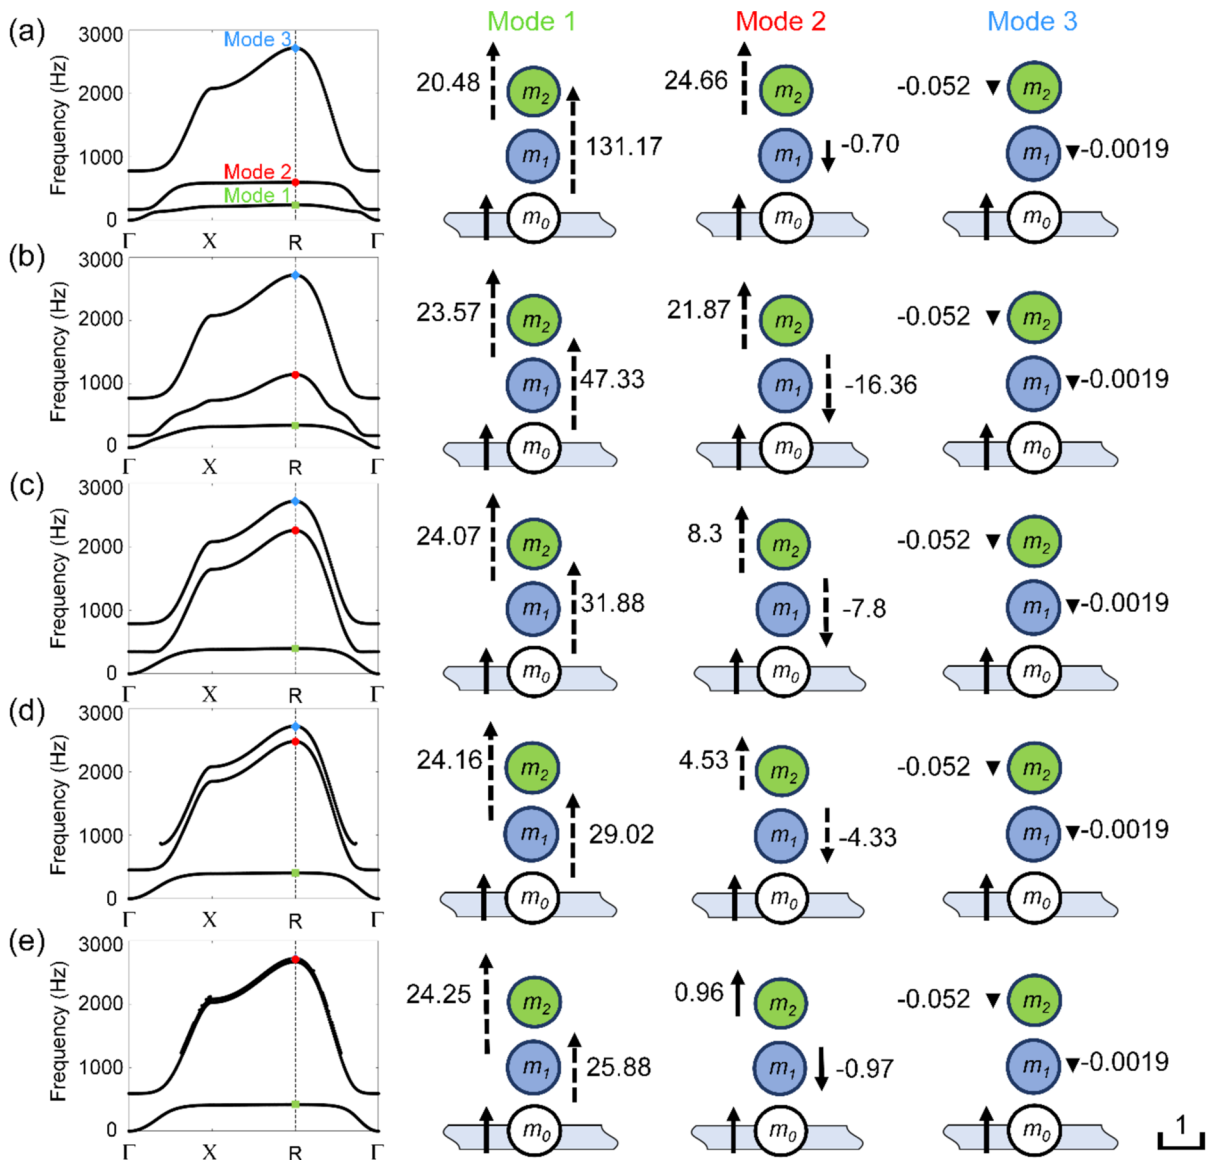 Mode 1 Mode 2 Mode 3
(a)
Frequency (Hz)
3000
2000
1000
0
Mode 3
Mode 2
Mode 1
Γ X R Γ
20.48 m2 131.17 m1 m0
24.66 m2 -0.70 m1 m0
-0.052 m2 -0.0019 m1 m0
(b)
Frequency (Hz)
3000
2000
1000
0
Γ X R Γ
23.57 m2 47.33 m1 m0
21.87 m2 -16.36 m1 m0
-0.052 m2 -0.0019 m1 m0
(c)
Frequency (Hz)
3000
2000
1000
0
Γ X R Γ
24.07 m2 31.88 m1 m0
8.3 m2 -7.8 m1 m0
-0.052 m2 -0.0019 m1 m0
(d)
Frequency (Hz)
3000
2000
1000
0
Γ X R Γ
24.16 m2 29.02 m1 m0
4.53 m2 -4.33 m1 m0
-0.052 m2 -0.0019 m1 m0
(e)
Frequency (Hz)
3000
2000
1000
0
Γ X R Γ
24.25 m2 25.88 m1 m0
0.96 m2 -0.97 m1 m0
-0.052 m2 -0.0019 m1 m0
1